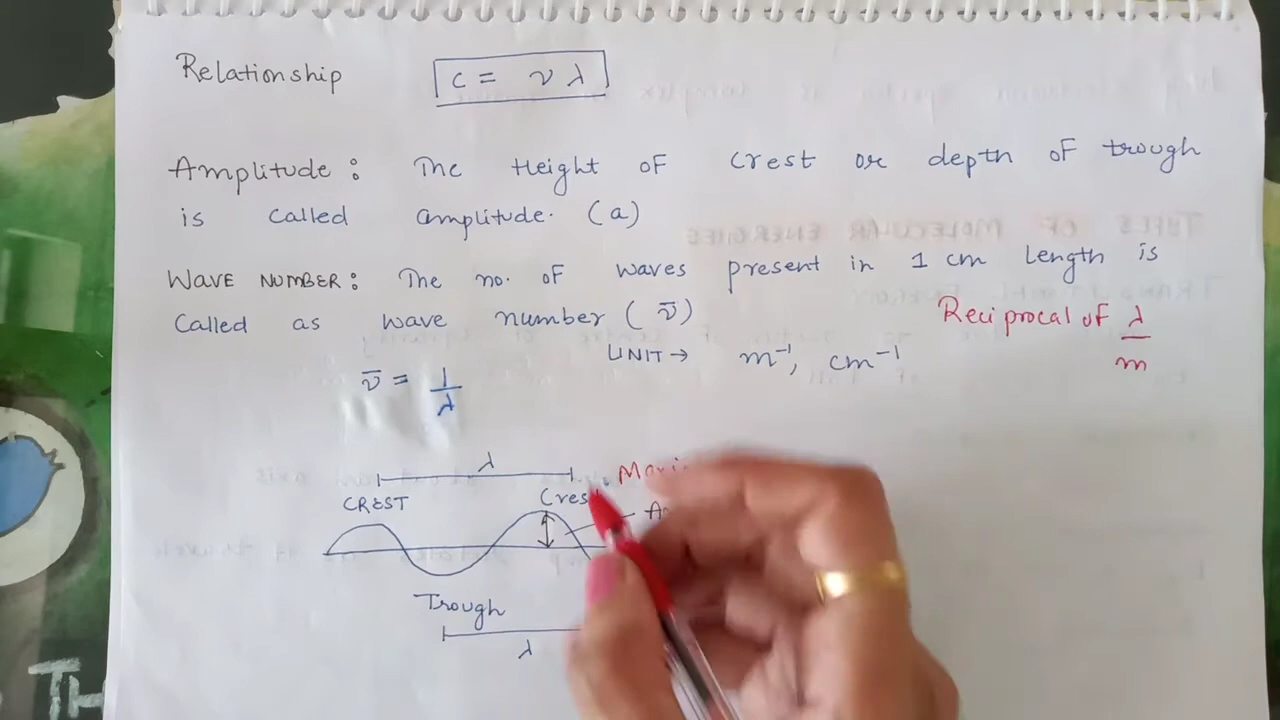 Relationship c = ν λ
Amplitude : The Height of crest or depth of trough
is called amplitude. (a)
WAVE NUMBER : The no. of waves present in 1 cm length is
called as wave number (ν̄)
Reciprocal of λ
m
UNIT → m⁻¹, cm⁻¹
ν̄ = 1/λ
λ
CREST Crest
Trough
λ
TH